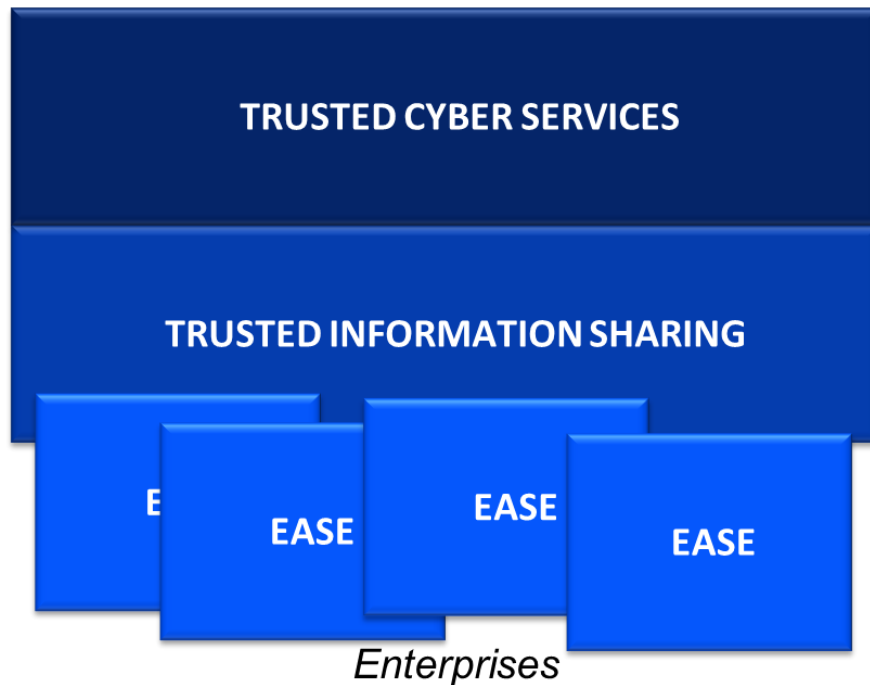 TRUSTED CYBER SERVICES
TRUSTED INFORMATION SHARING
EASE
EASE
EASE
Enterprises